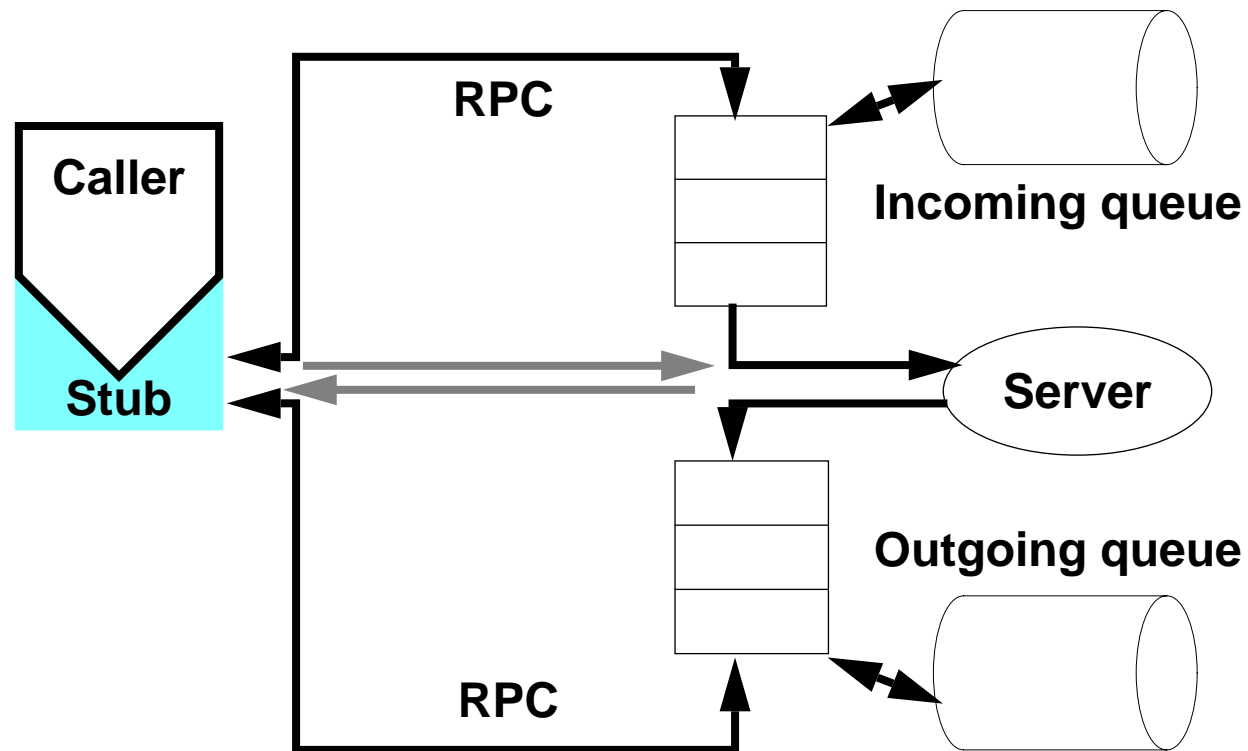 RPC
Caller
Incoming queue
Stub
Server
Outgoing queue
RPC